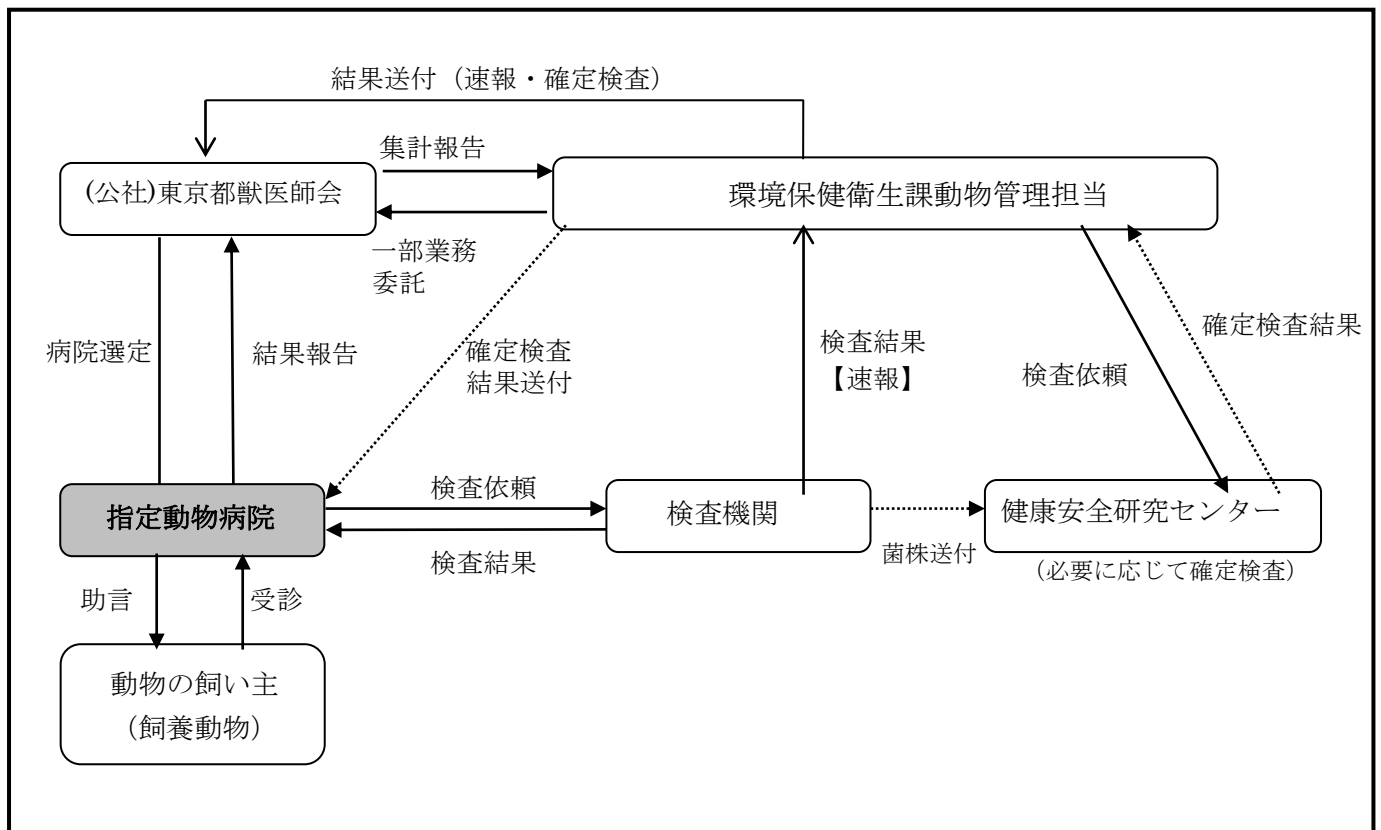 結果送付（速報・確定検査）
集計報告
(公社)東京都獣医師会
環境保健衛生課動物管理担当
一部業務
委託
病院選定
結果報告
確定検査
結果送付
検査結果
【速報】
検査依頼
確定検査結果
指定動物病院
検査依頼
検査結果
検査機関
菌株送付
健康安全研究センター
（必要に応じて確定検査）
助言
受診
動物の飼い主
（飼養動物）